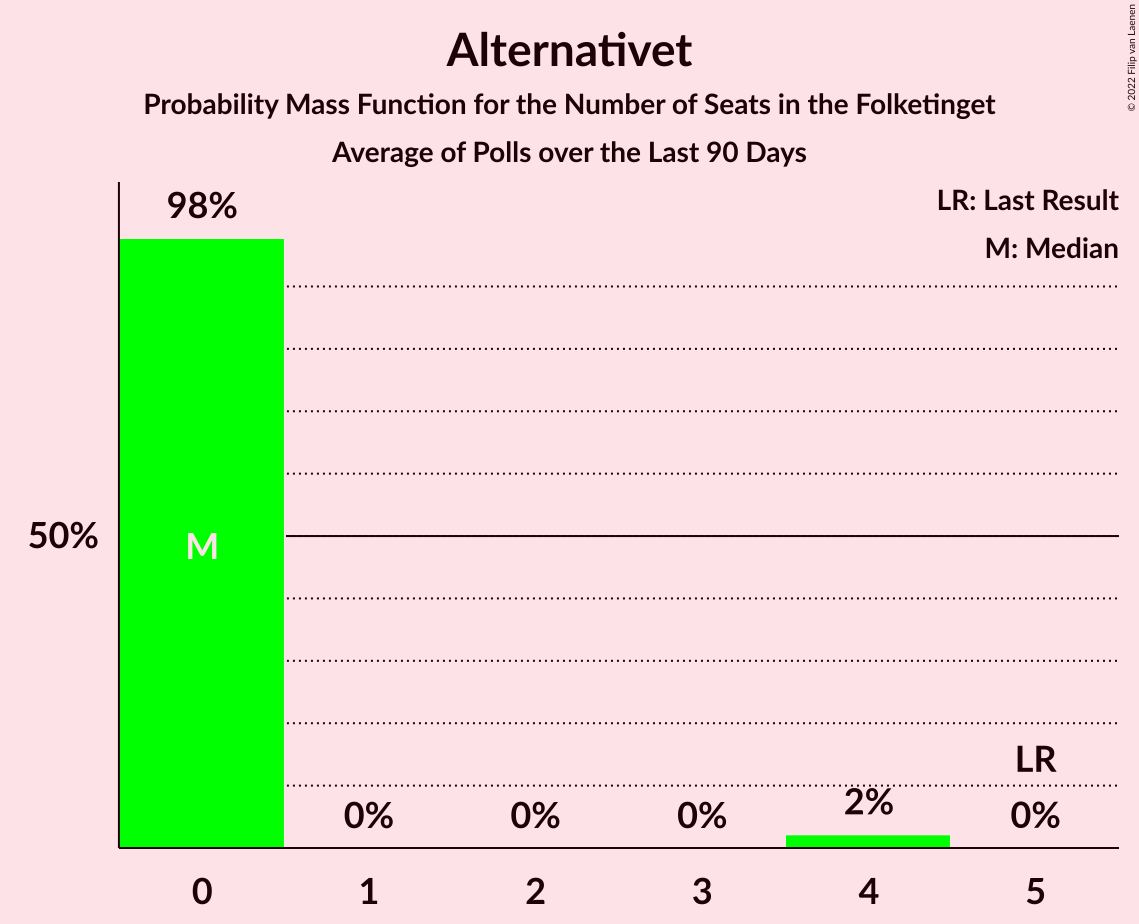 Alternativet
Probability Mass Function for the Number of Seats in the Folketinget
Average of Polls over the Last 90 Days
© 2022 Filip van Laenen
LR: Last Result
M: Median
98%
50%
M
0%
0%
0%
2%
LR
0%
0
1
2
3
4
5